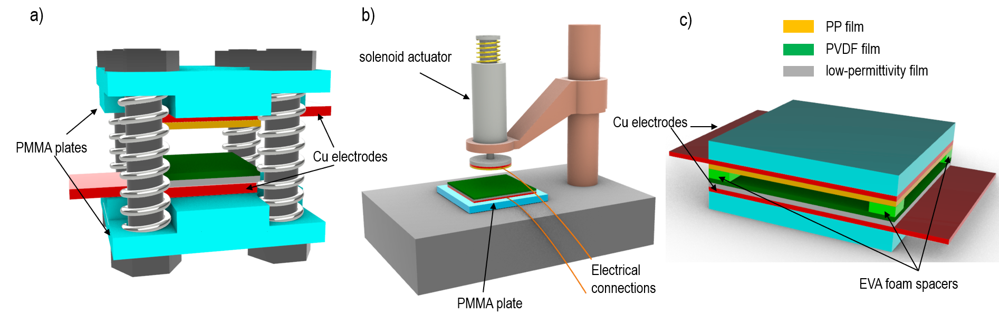 a)
PMMA plates
Cu electrodes
b)
solenoid actuator
Electrical
connections
PMMA plate
c)
PP film
PVDF film
low-permittivity film
Cu electrodes
EVA foam spacers